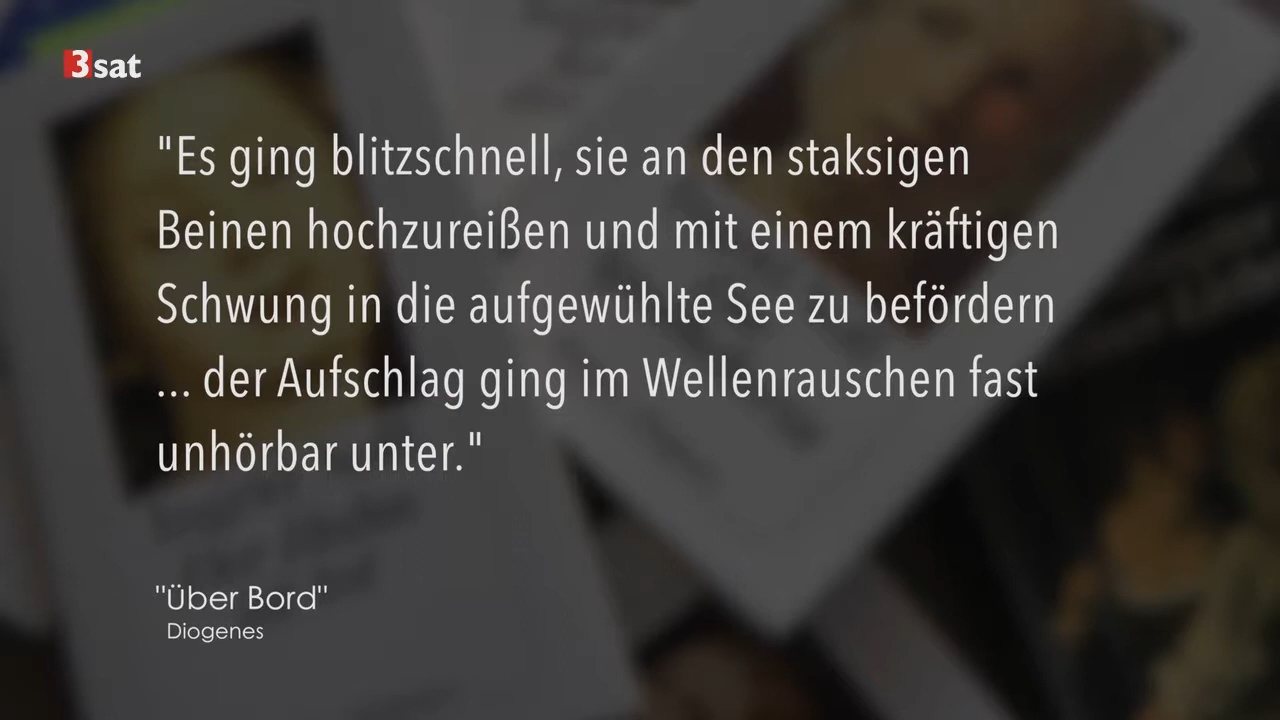 3sat
"Es ging blitzschnell, sie an den staksigen
Beinen hochzureißen und mit einem kräftigen
Schwung in die aufgewühlte See zu befördern
... der Aufschlag ging im Wellenrauschen fast
unhörbar unter."
"Über Bord"
Diogenes